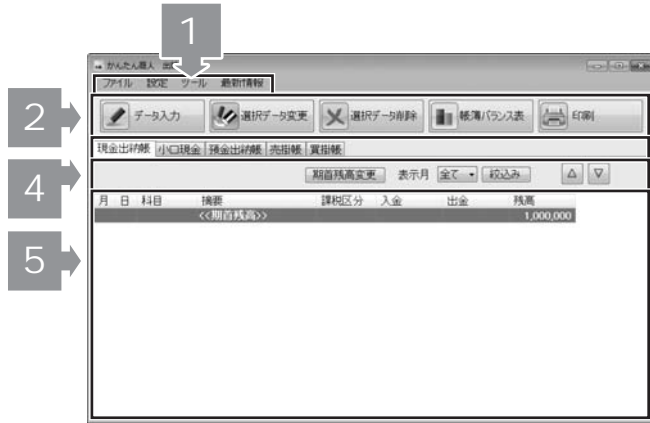 1
かんたん職人 出
ファイル 設定 ツール 最新情報
2
データ入力 選択データ変更 選択データ削除 帳簿バランス表 印刷
現金出納帳 小口現金 預金出納帳 売掛帳 買掛帳
4
期首残高変更 表示月 全て 絞込み
月 日 科目 摘要 課税区分 入金 出金 残高
<<期首残高>> 1,000,000
5